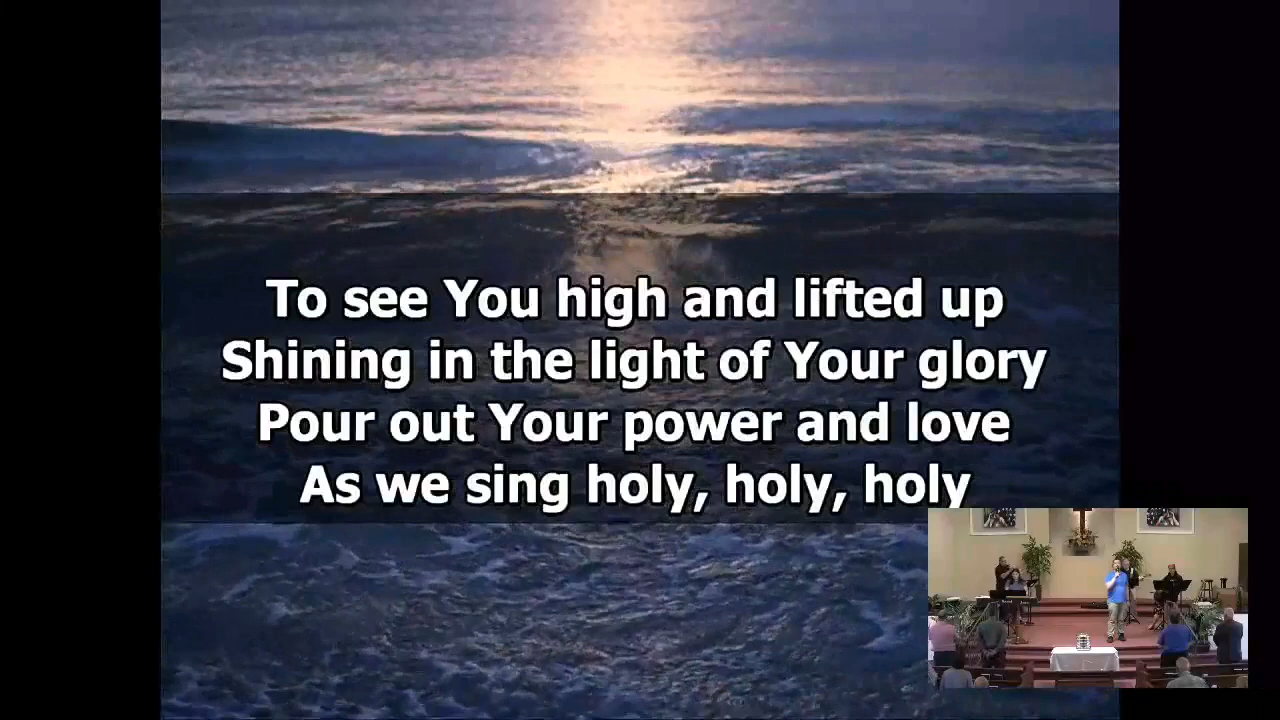 To see You high and lifted up
Shining in the light of Your glory
Pour out Your power and love
As we sing holy, holy, holy